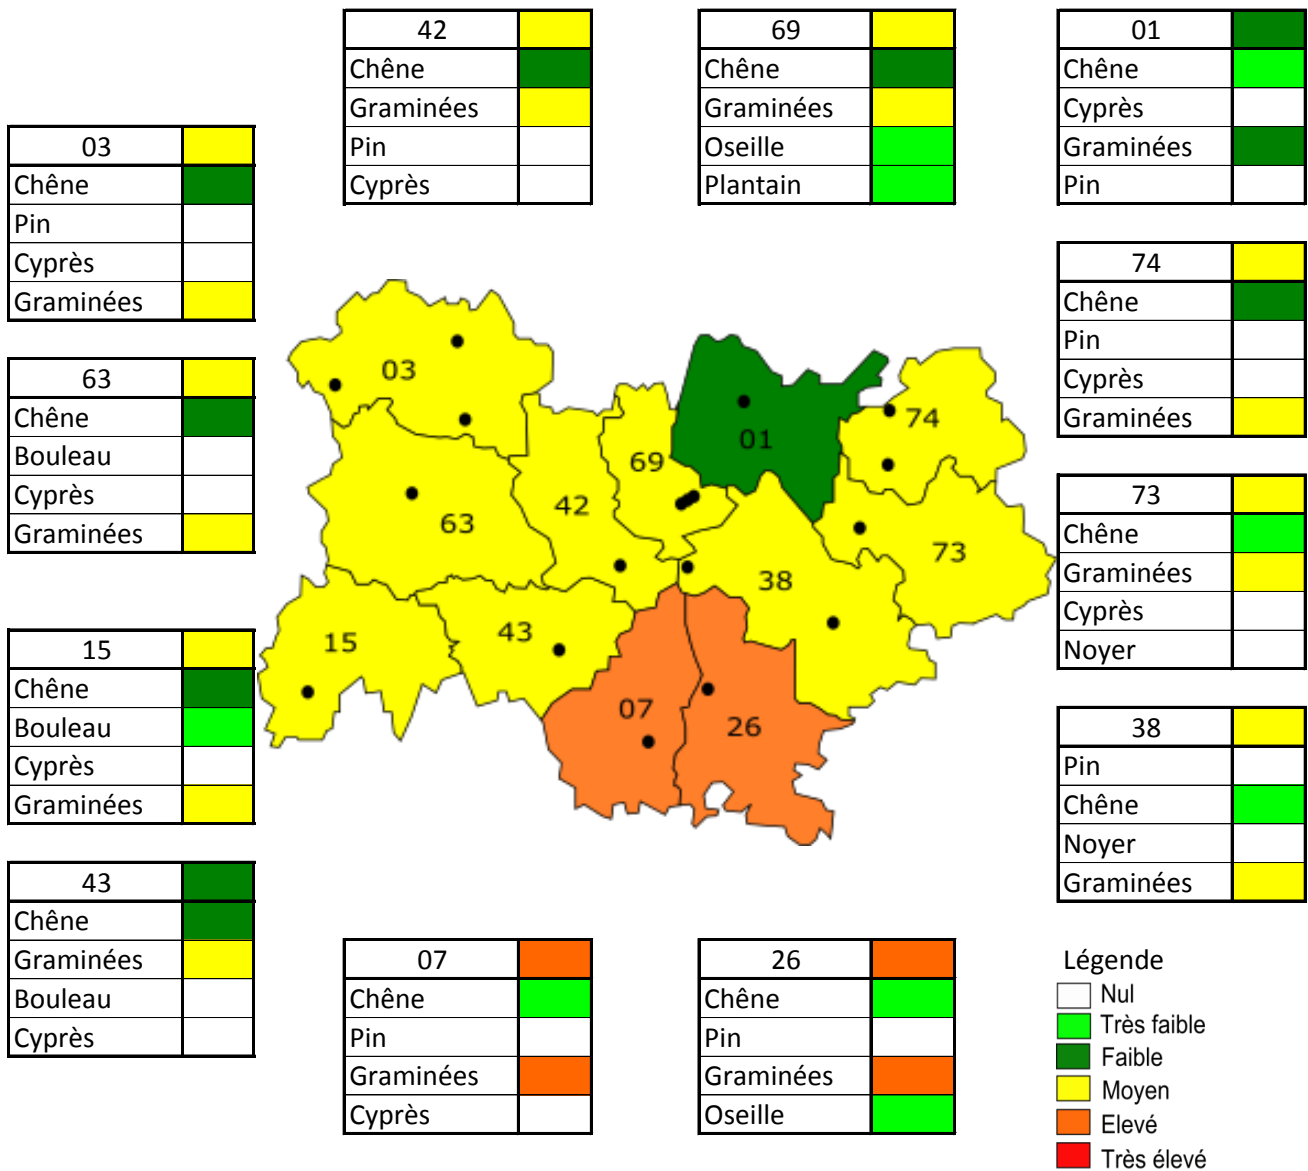 42
Chêne
Graminées
Pin
Cyprès
69
Chêne
Graminées
Oseille
Plantain
01
Chêne
Cyprès
Graminées
Pin
03
Chêne
Pin
Cyprès
Graminées
74
Chêne
Pin
Cyprès
Graminées
63
Chêne
Bouleau
Cyprès
Graminées
73
Chêne
Graminées
Cyprès
Noyer
15
Chêne
Bouleau
Cyprès
Graminées
38
Pin
Chêne
Noyer
Graminées
43
Chêne
Graminées
Bouleau
Cyprès
07
Chêne
Pin
Graminées
Cyprès
26
Chêne
Pin
Graminées
Oseille
03
01
74
69
42
63
73
38
15
43
07
26
Légende
Nul
Très faible
Faible
Moyen
Elevé
Très élevé